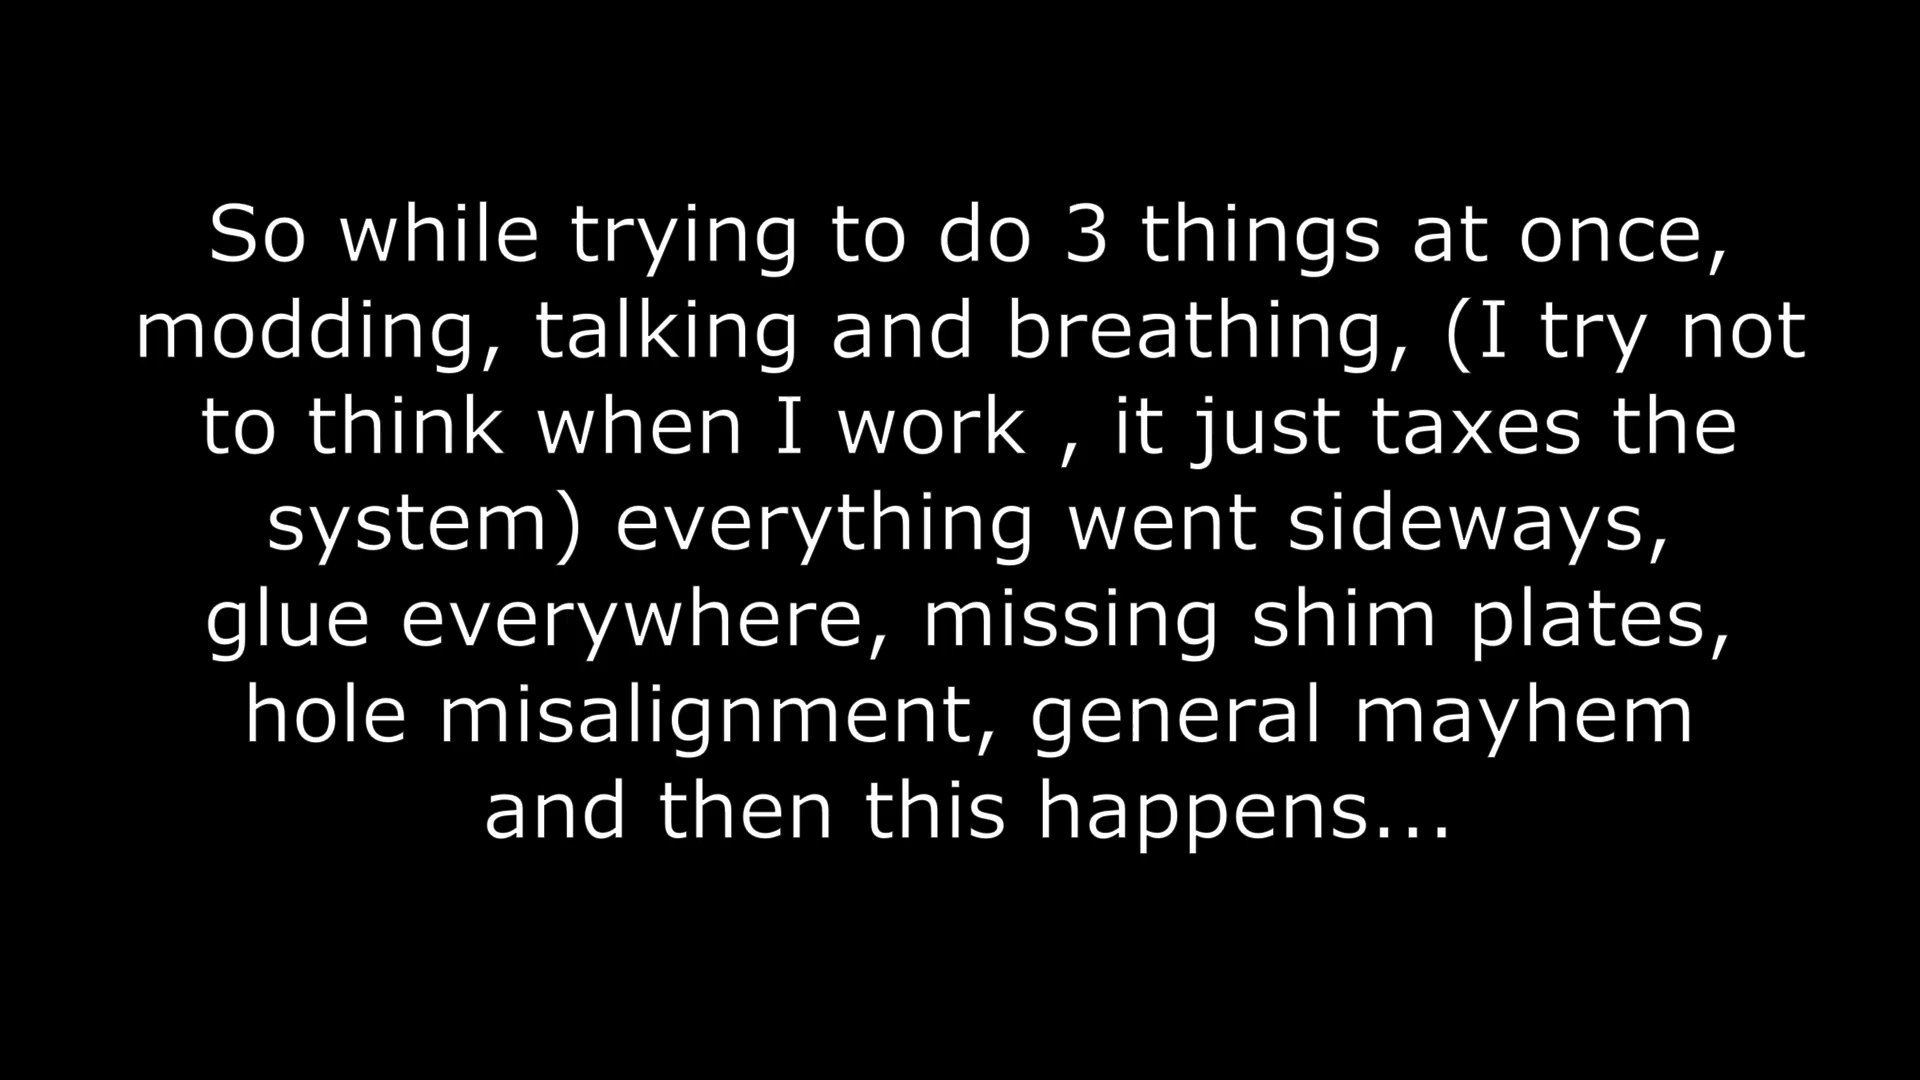 So while trying to do 3 things at once,
modding, talking and breathing, (I try not
to think when I work , it just taxes the
system) everything went sideways,
glue everywhere, missing shim plates,
hole misalignment, general mayhem
and then this happens...